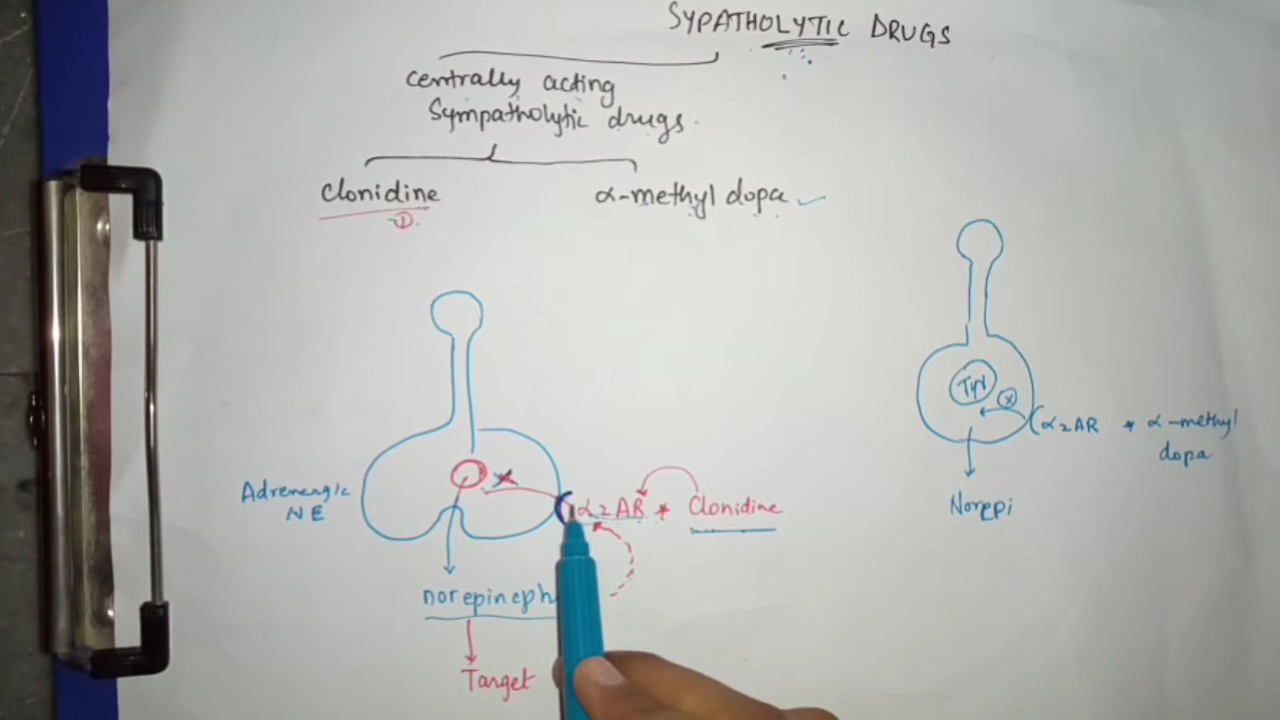 SYPATHOLYTIC DRUGS
Centrally acting
Sympatholytic drugs.
Clonidine
①.
α-methyl dopa
Tyr
x
α2AR * α-methyl
dopa
Norepi
Adrenergic
NE
x
α2AR * Clonidine
norepineph
Target